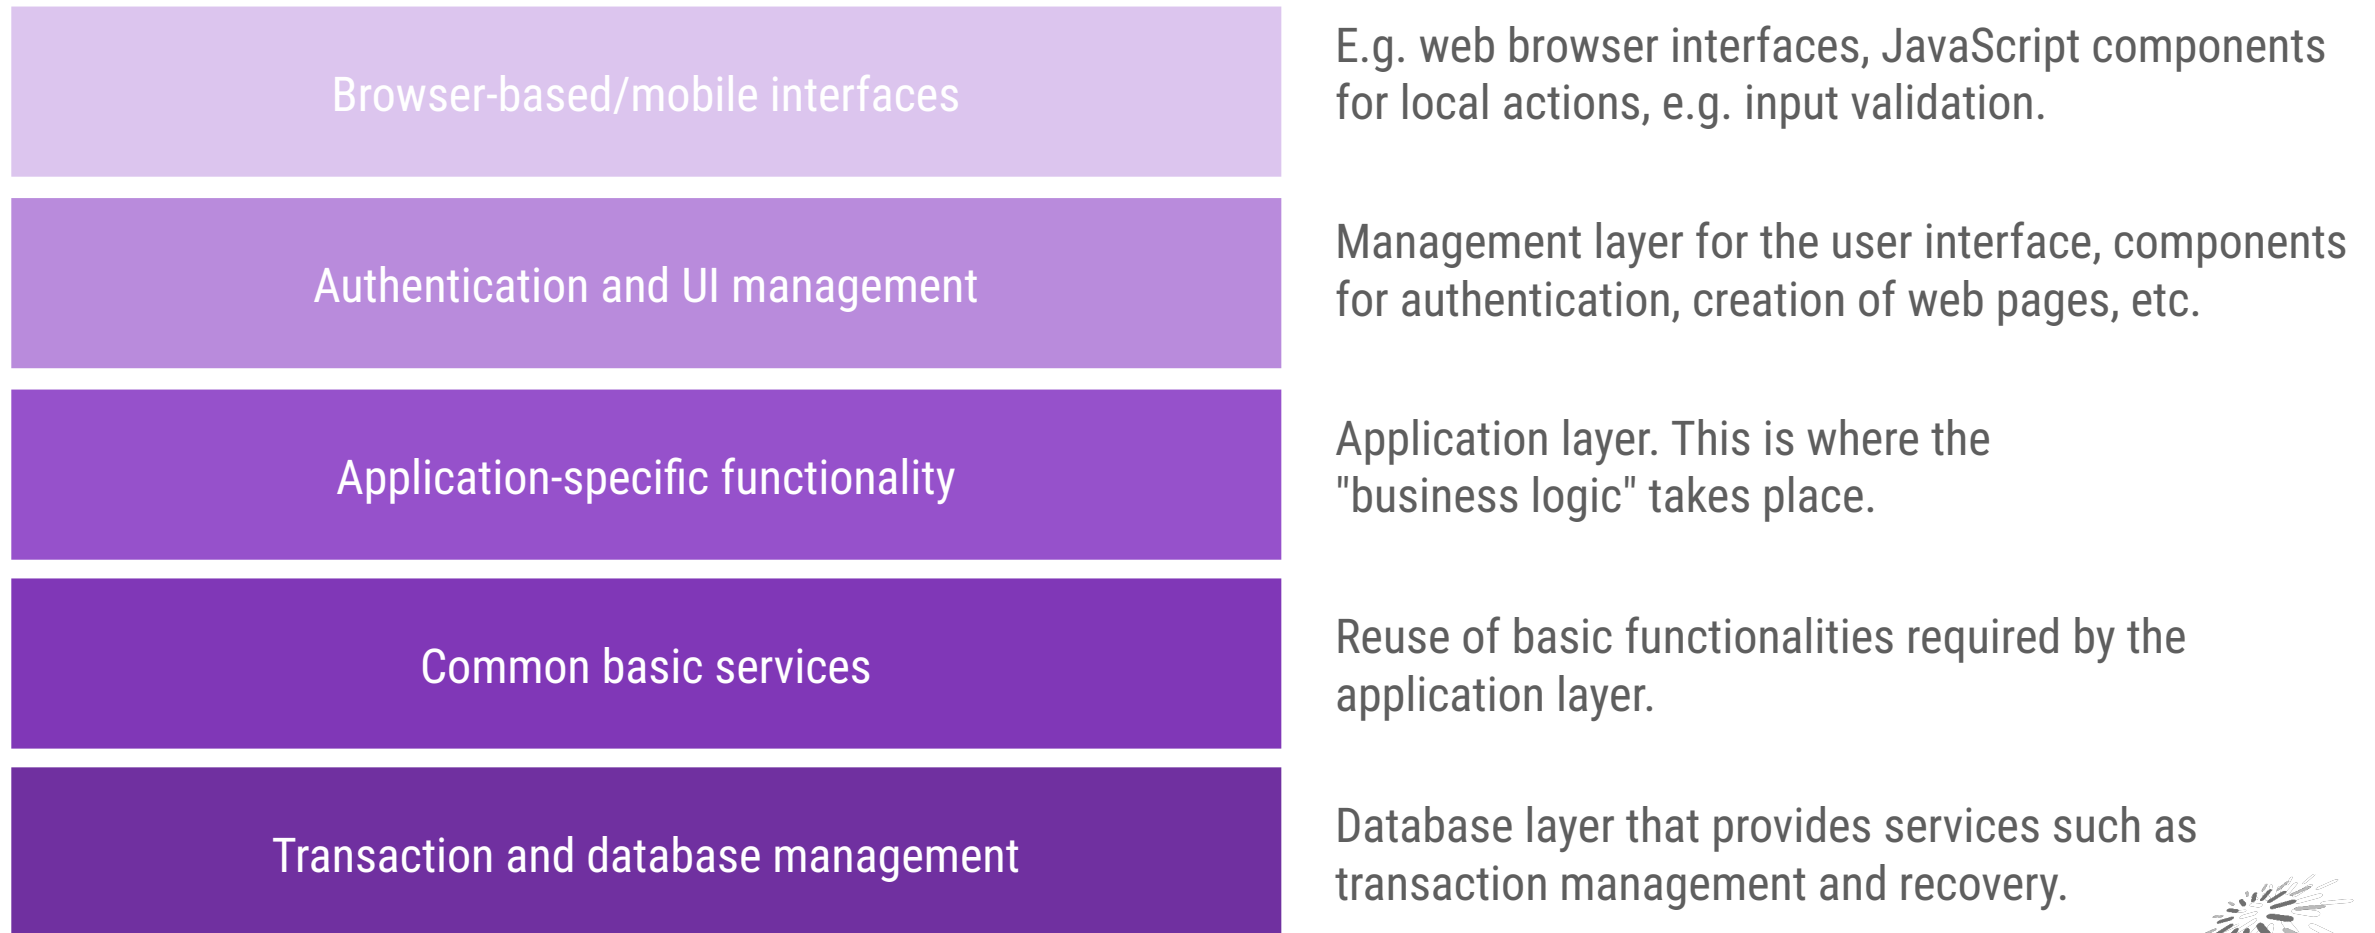 Browser-based/mobile interfaces
E.g. web browser interfaces, JavaScript components
for local actions, e.g. input validation.
Authentication and UI management
Management layer for the user interface, components
for authentication, creation of web pages, etc.
Application-specific functionality
Application layer. This is where the
"business logic" takes place.
Common basic services
Reuse of basic functionalities required by the
application layer.
Transaction and database management
Database layer that provides services such as
transaction management and recovery.